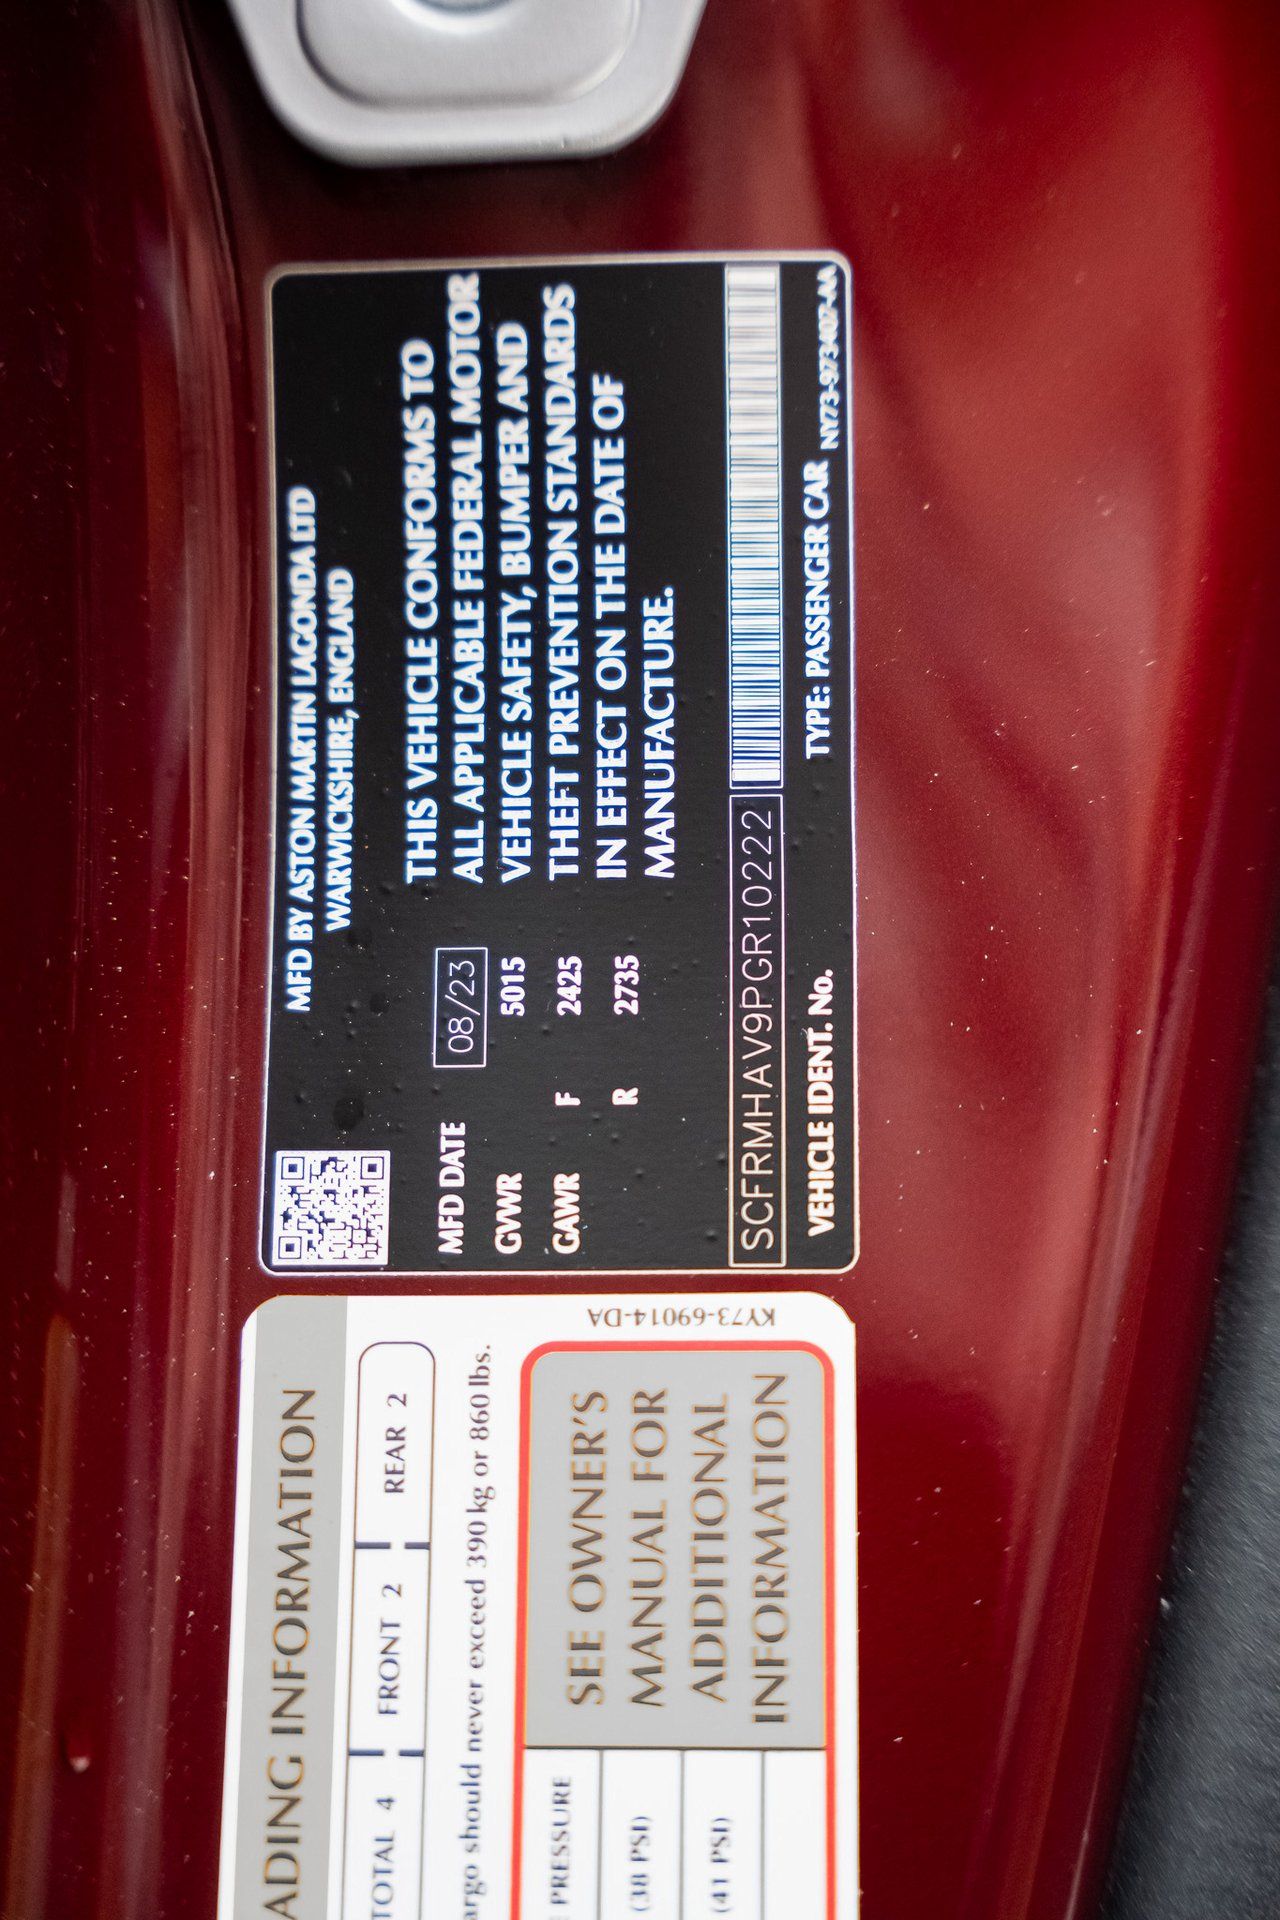 MFD BY ASTON MARTIN LAGONDA LTD
WARWICKSHIRE, ENGLAND
MFD DATE 08/23
GVWR 5015
GAWR F 2425
R 2735
THIS VEHICLE CONFORMS TO
ALL APPLICABLE FEDERAL MOTOR
VEHICLE SAFETY, BUMPER AND
THEFT PREVENTION STANDARDS
IN EFFECT ON THE DATE OF
MANUFACTURE.
SCFRMHAV9PGR10222
VEHICLE IDENT. No.
TYPE: PASSENGER CAR
NY73-973407-AA
ADING INFORMATION
TOTAL 4 FRONT 2 REAR 2
argo should never exceed 390 kg or 860 lbs.
PRESSURE
(38 PSI)
(41 PSI)
SEE OWNER'S
MANUAL FOR
ADDITIONAL
INFORMATION
KY73-69014-DA